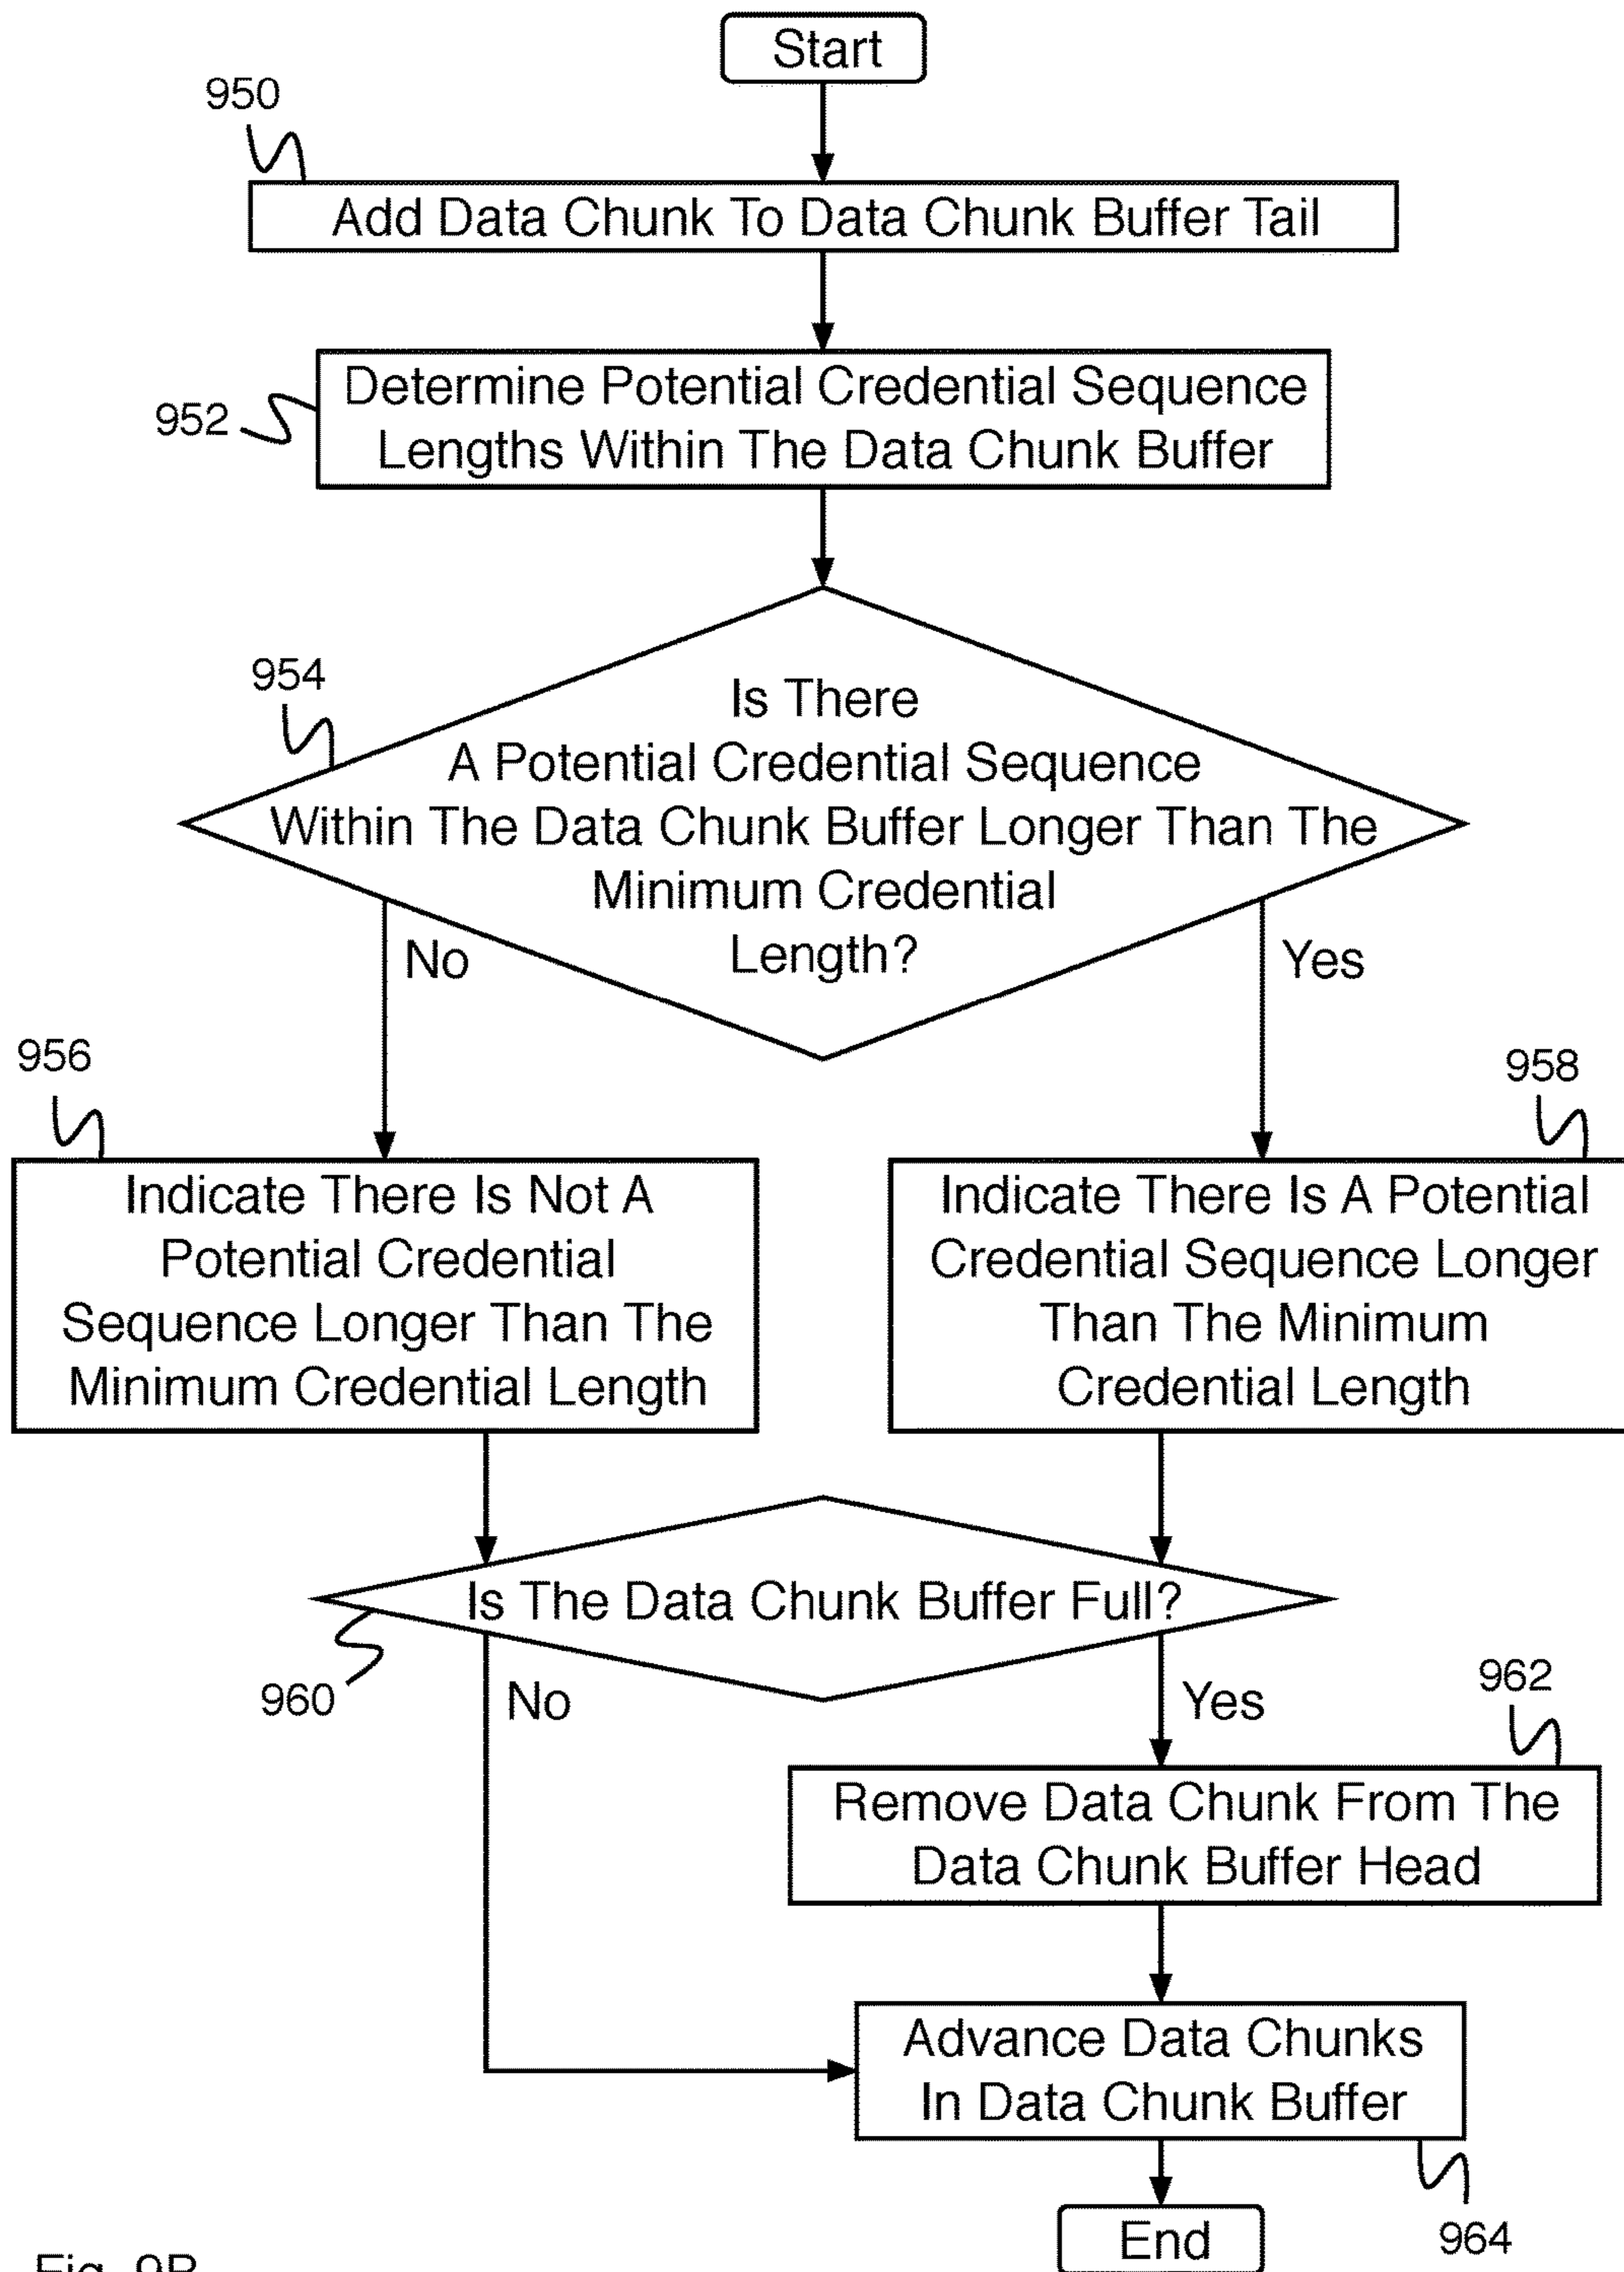 Start
950
Add Data Chunk To Data Chunk Buffer Tail
952
Determine Potential Credential Sequence
Lengths Within The Data Chunk Buffer
954
Is There
A Potential Credential Sequence
Within The Data Chunk Buffer Longer Than The
Minimum Credential
Length?
No
Yes
956
Indicate There Is Not A
Potential Credential
Sequence Longer Than The
Minimum Credential Length
958
Indicate There Is A Potential
Credential Sequence Longer
Than The Minimum
Credential Length
Is The Data Chunk Buffer Full?
960
No
Yes
962
Remove Data Chunk From The
Data Chunk Buffer Head
Advance Data Chunks
In Data Chunk Buffer
964
End
Fig. 9B